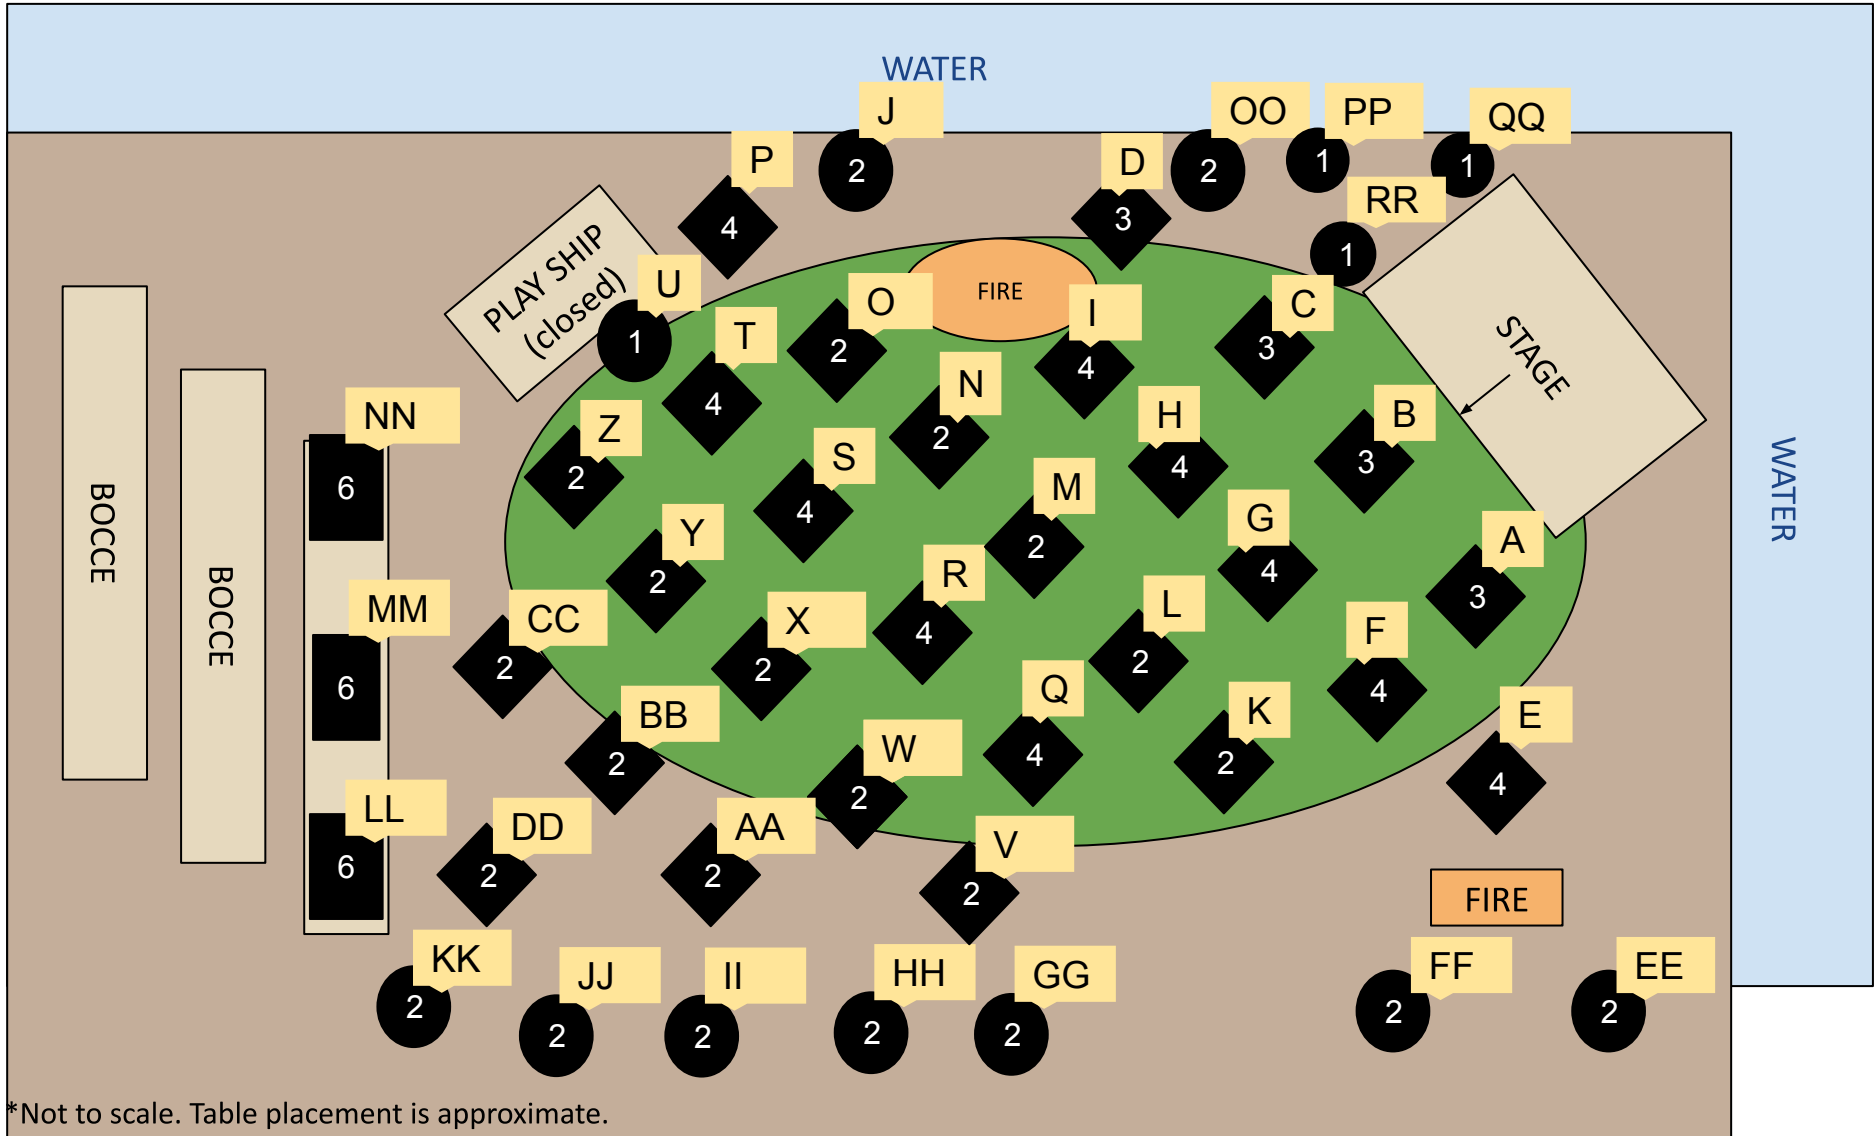 WATER
J
OO
PP
QQ
P
D
2
2
1
1
RR
4
3
1
PLAY SHIP
(closed)
U
FIRE
O
I
C
1
T
2
4
3
STAGE
N
4
NN
Z
H
B
2
S
4
3
6
2
4
M
WATER
BOCCE
Y
G
A
2
R
2
4
3
BOCCE
MM
CC
X
L
F
4
2
2
2
4
6
BB
Q
K
E
2
W
4
2
4
2
LL
DD
AA
V
6
2
2
2
FIRE
KK
JJ
II
HH
GG
FF
EE
2
2
2
2
2
2
2
*Not to scale. Table placement is approximate.